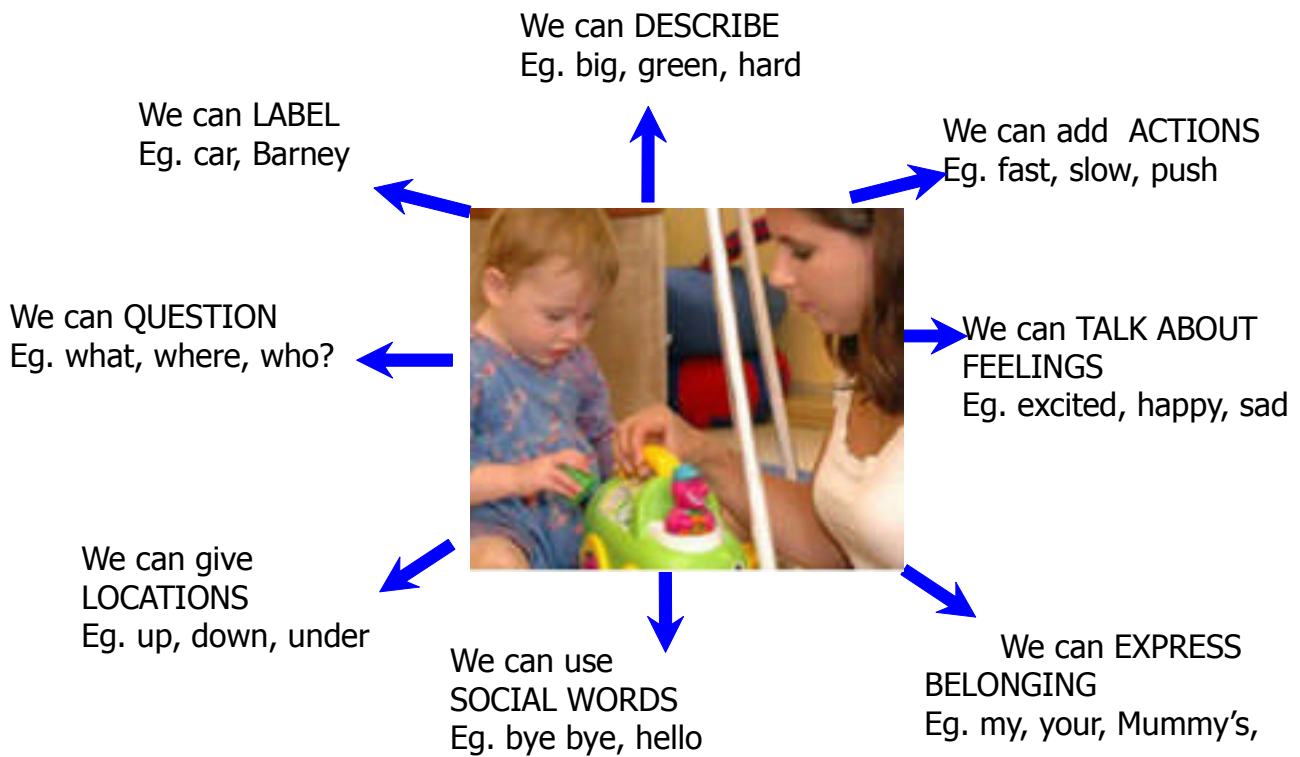 We can DESCRIBE
Eg. big, green, hard
We can LABEL
Eg. car, Barney
We can add  ACTIONS
Eg. fast, slow, push
We can QUESTION
Eg. what, where, who?
We can TALK ABOUT
FEELINGS
Eg. excited, happy, sad
We can give
LOCATIONS
Eg. up, down, under
We can use
SOCIAL WORDS
Eg. bye bye, hello
We can EXPRESS
BELONGING
Eg. my, your, Mummy’s,